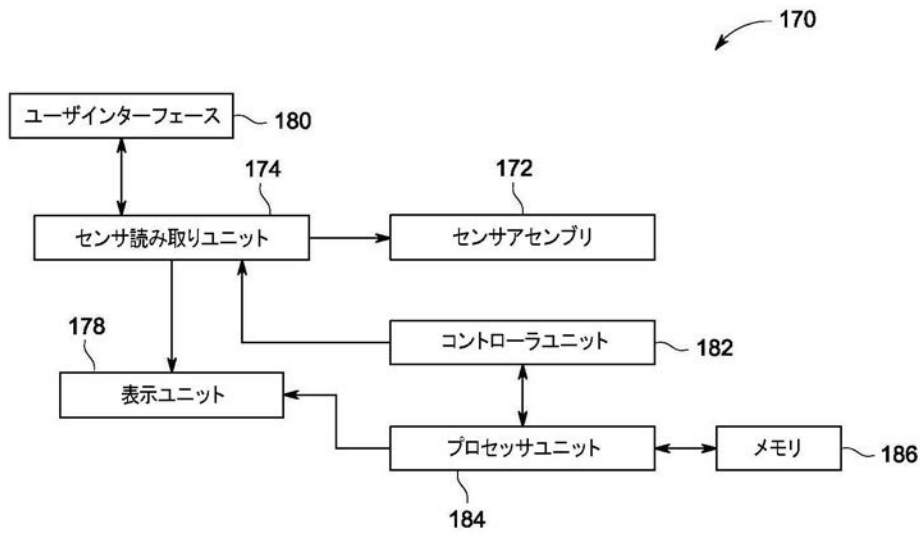 170
ユーザインターフェース
180
174
172
センサ読み取りユニット
センサアセンブリ
178
コントローラユニット
182
表示ユニット
プロセッサユニット
メモリ
186
184